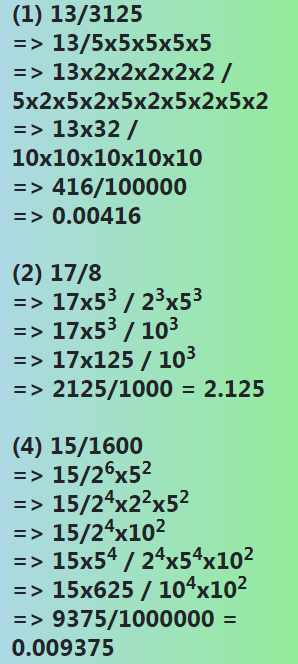 (1) 13/3125
=> 13/5x5x5x5x5
=> 13x2x2x2x2x2 /
5x2x5x2x5x2x5x2x5x2
=> 13x32 /
10x10x10x10x10
=> 416/100000
=> 0.00416
(2) 17/8
=> 17x5³ / 2³x5³
=> 17x5³ / 10³
=> 17x125 / 10³
=> 2125/1000 = 2.125
(4) 15/1600
=> 15/2⁶x5²
=> 15/2⁴x2²x5²
=> 15/2⁴x10²
=> 15x5⁴ / 2⁴x5⁴x10²
=> 15x625 / 10⁴x10²
=> 9375/1000000 =
0.009375